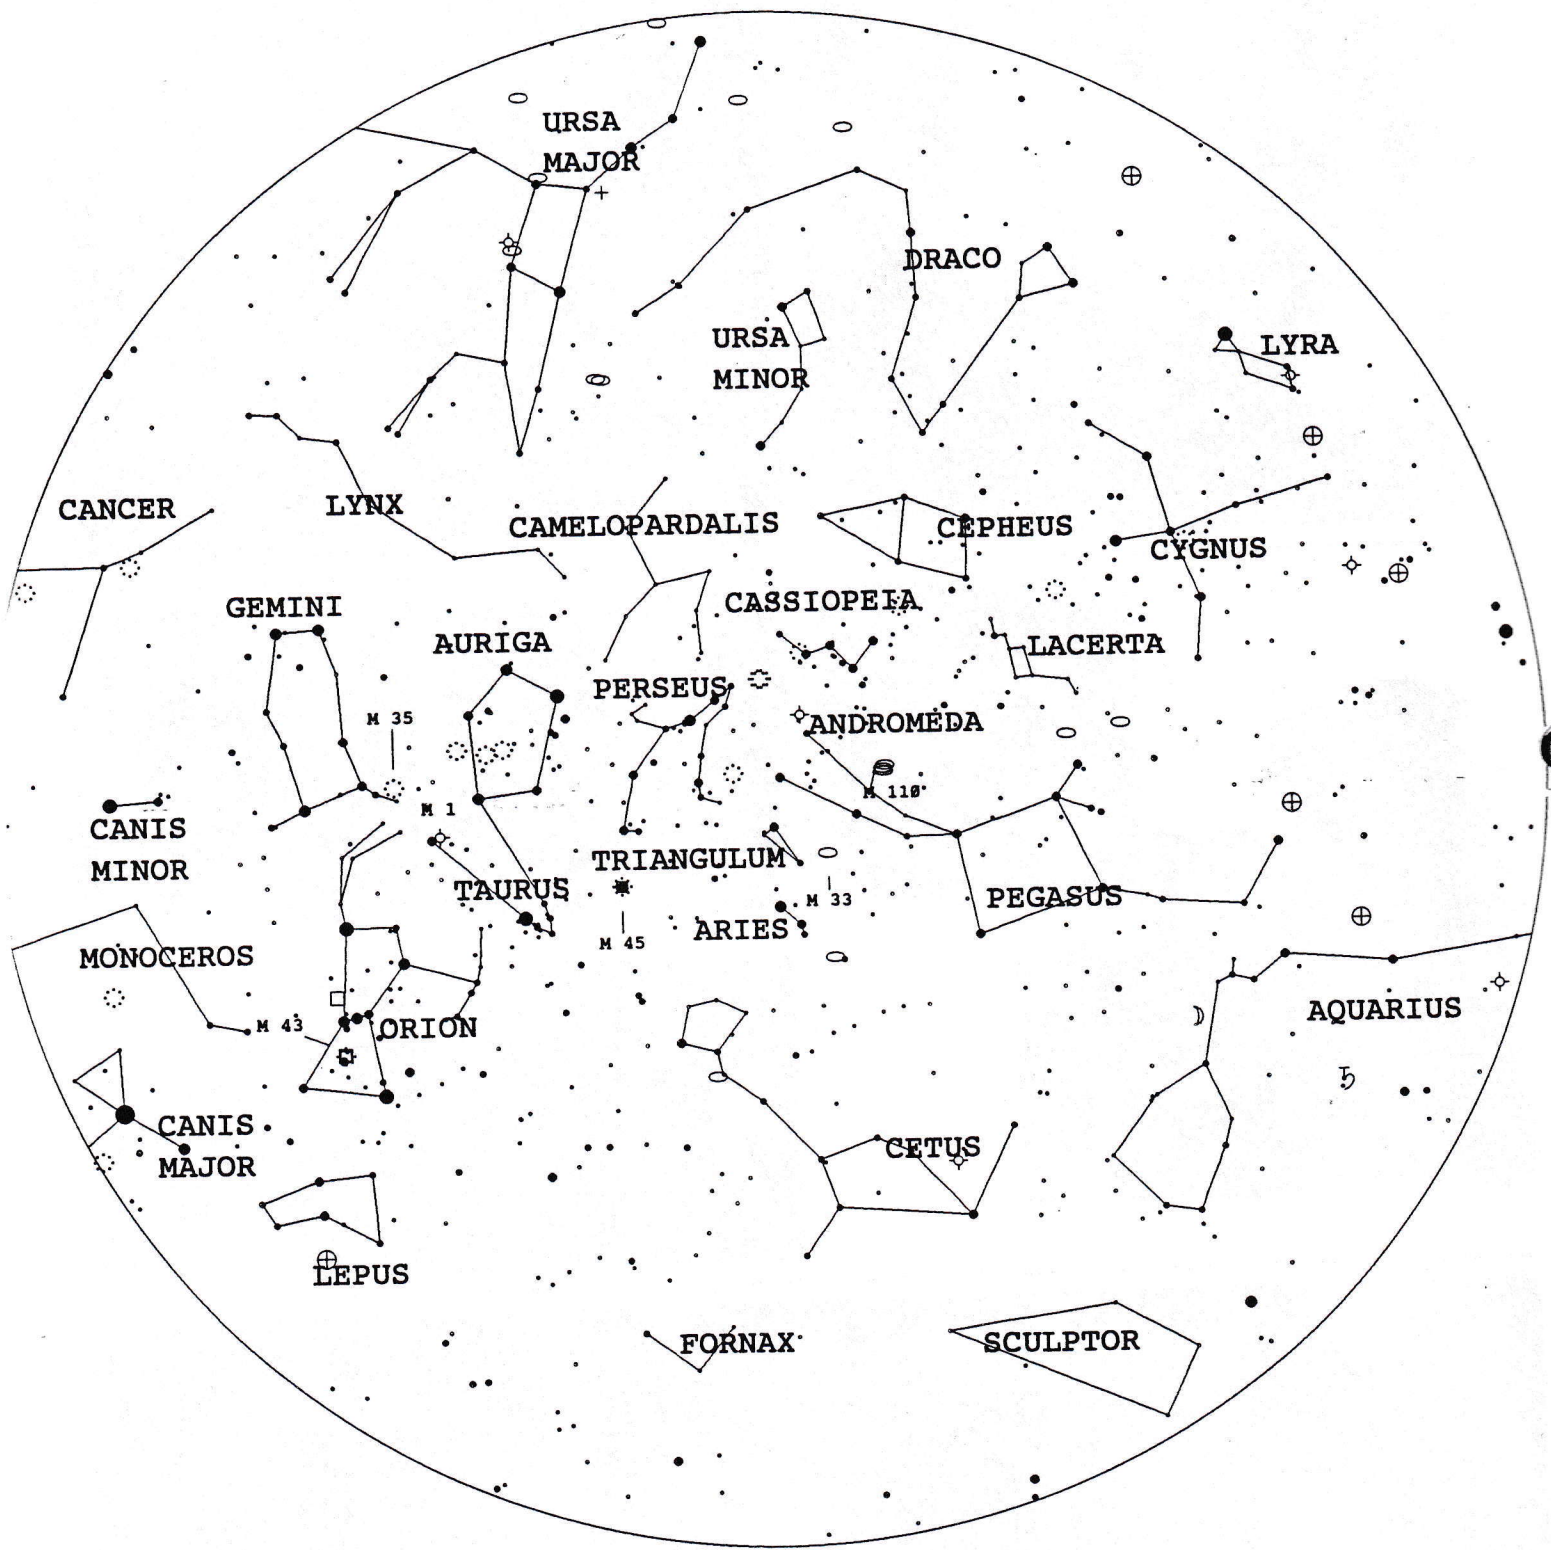 URSA
MAJOR
DRACO
URSA
MINOR
LYRA
CANCER
LYNX
CAMELOPARDALIS
CEPHEUS
CYGNUS
GEMINI
CASSIOPEIA
AURIGA
LACERTA
PERSEUS
M 35
ANDROMEDA
M 110
M 1
CANIS
MINOR
TRIANGULUM
TAURUS
PEGASUS
M 33
ARIES
M 45
MONOCEROS
AQUARIUS
M 43
ORION
CANIS
MAJOR
CETUS
LEPUS
FORNAX
SCULPTOR